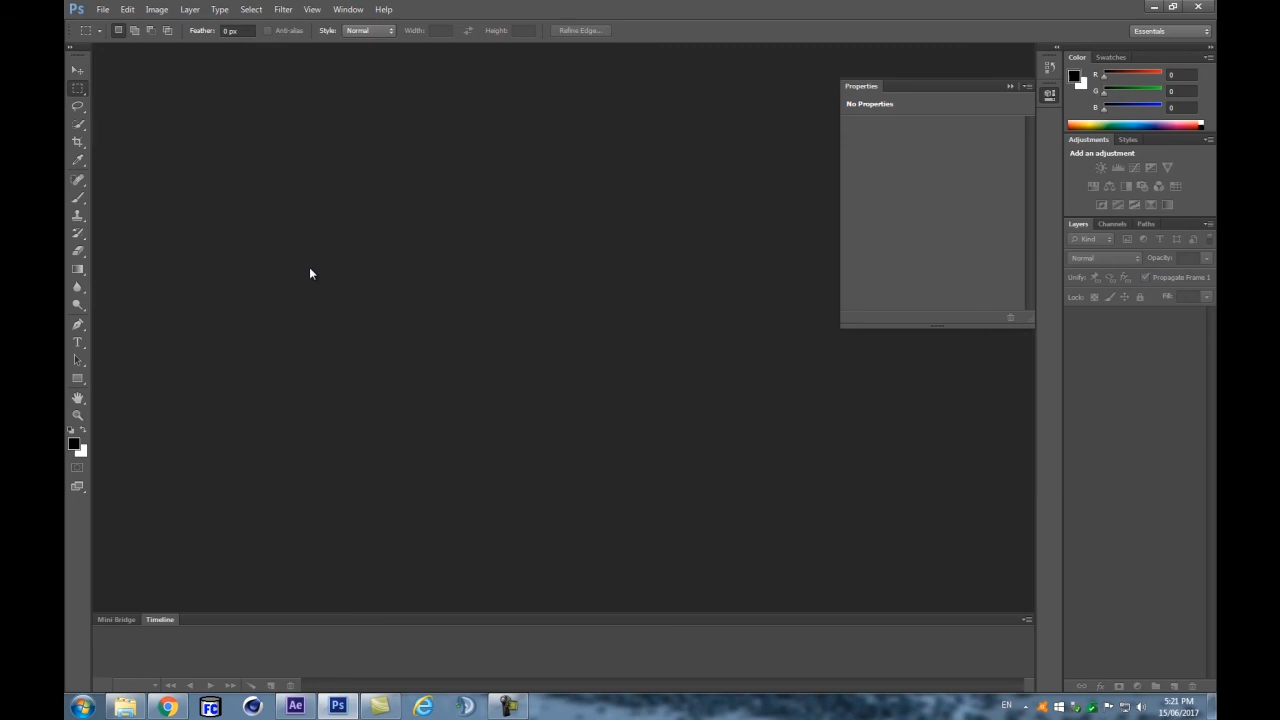 Ps File Edit Image Layer Type Select Filter View Window Help
Feather: 0 px Anti-alias Style: Normal Width: Height: Refine Edge... Essentials
Color Swatches
R 0
G 0
B 0
Properties
No Properties
Adjustments Styles
Add an adjustment
Layers Channels Paths
Kind
Normal Opacity:
Unify: Propagate Frame 1
Lock: Fill:
Mini Bridge Timeline
FC Ae Ps EN 5:21 PM
15/06/2017